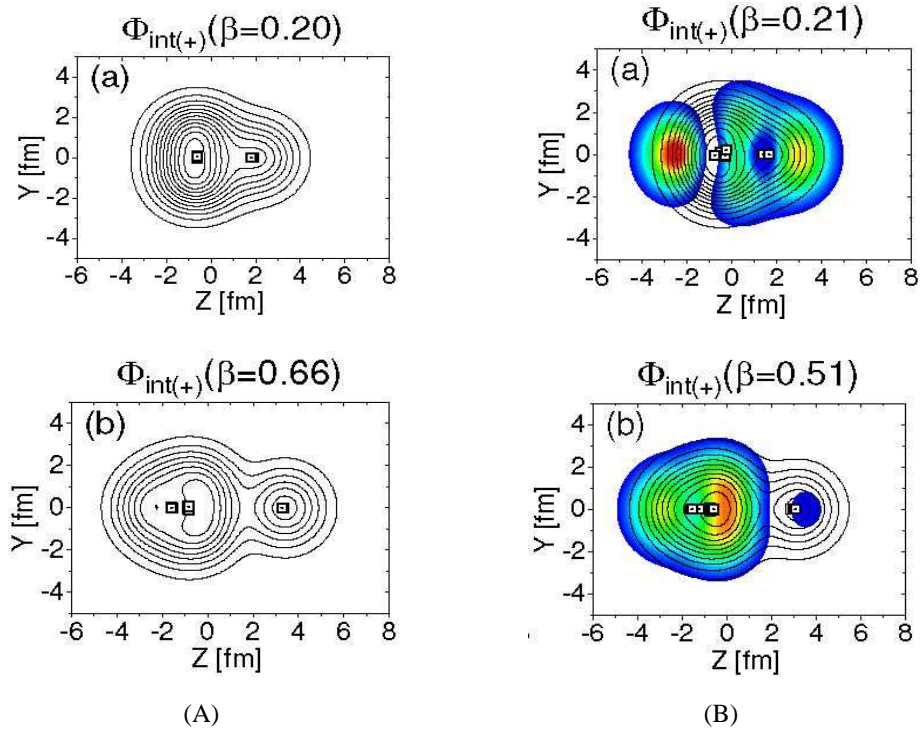 Φint(+)(β=0.20)
(a)
Y [fm]
4
2
0
-2
-4
-6 -4 -2 0 2 4 6 8
Z [fm]
Φint(+)(β=0.21)
(a)
Y [fm]
4
2
0
-2
-4
-6 -4 -2 0 2 4 6 8
Z [fm]
Φint(+)(β=0.66)
(b)
Y [fm]
4
2
0
-2
-4
-6 -4 -2 0 2 4 6 8
Z [fm]
Φint(+)(β=0.51)
(b)
Y [fm]
4
2
0
-2
-4
-6 -4 -2 0 2 4 6 8
Z [fm]
(A)
(B)